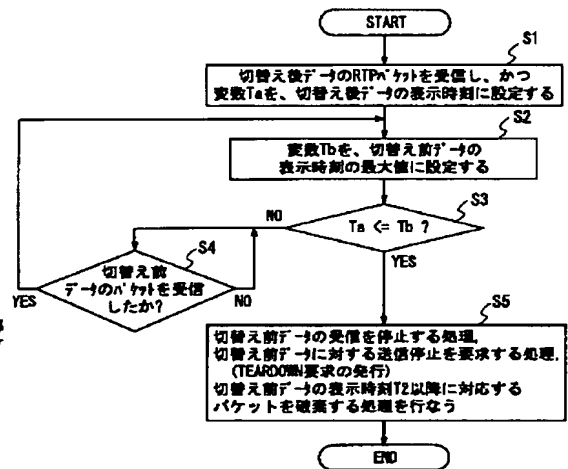 START
S1
切替え後データのRTPパケットを受信し、かつ
変数Taを、切替え後データの表示時刻に設定する
S2
変数Tbを、切替え前データの
表示時刻の最大値に設定する
S3
NO
Ta <= Tb ?
S4
YES
切替え前
データのパケットを受信
したか?
YES
NO
S5
切替え前データの受信を停止する処理,
切替え前データに対する送信停止を要求する処理,
(TEARDOWN要求の発行)
切替え前データの表示時刻T2以降に対応する
パケットを破棄する処理を行なう
END